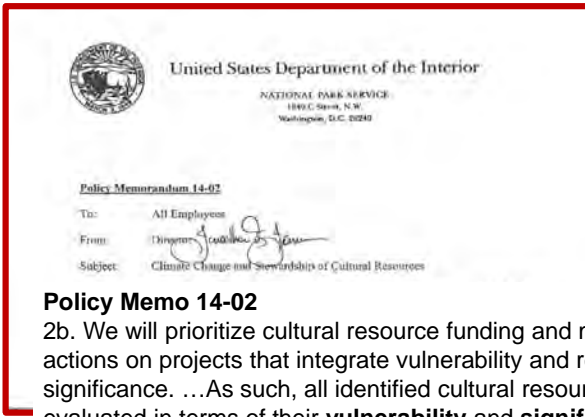 United States Department of the Interior
NATIONAL PARK SERVICE
1849 C Street, N.W.
Washington, D.C. 20240
Policy Memorandum 14-02
To: All Employees
From: Director
Subject: Climate Change and Stewardship of Cultural Resources
Policy Memo 14-02
2b. We will prioritize cultural resource funding and
actions on projects that integrate vulnerability and
significance. …As such, all identified cultural
evaluated in terms of their vulnerability and